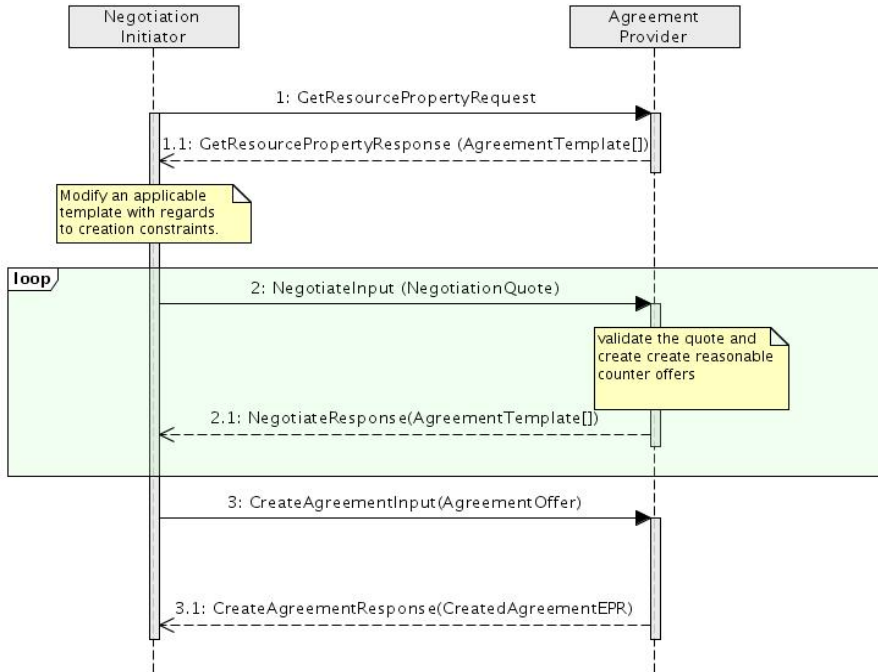 Negotiation
Initiator
Agreement
Provider
1: GetResourcePropertyRequest
1.1: GetResourcePropertyResponse (AgreementTemplate[])
Modify an applicable
template with regards
to creation constraints.
loop
2: NegotiateInput (NegotiationQuote)
validate the quote and
create create reasonable
counter offers
2.1: NegotiateResponse(AgreementTemplate[])
3: CreateAgreementInput(AgreementOffer)
3.1: CreateAgreementResponse(CreatedAgreementEPR)